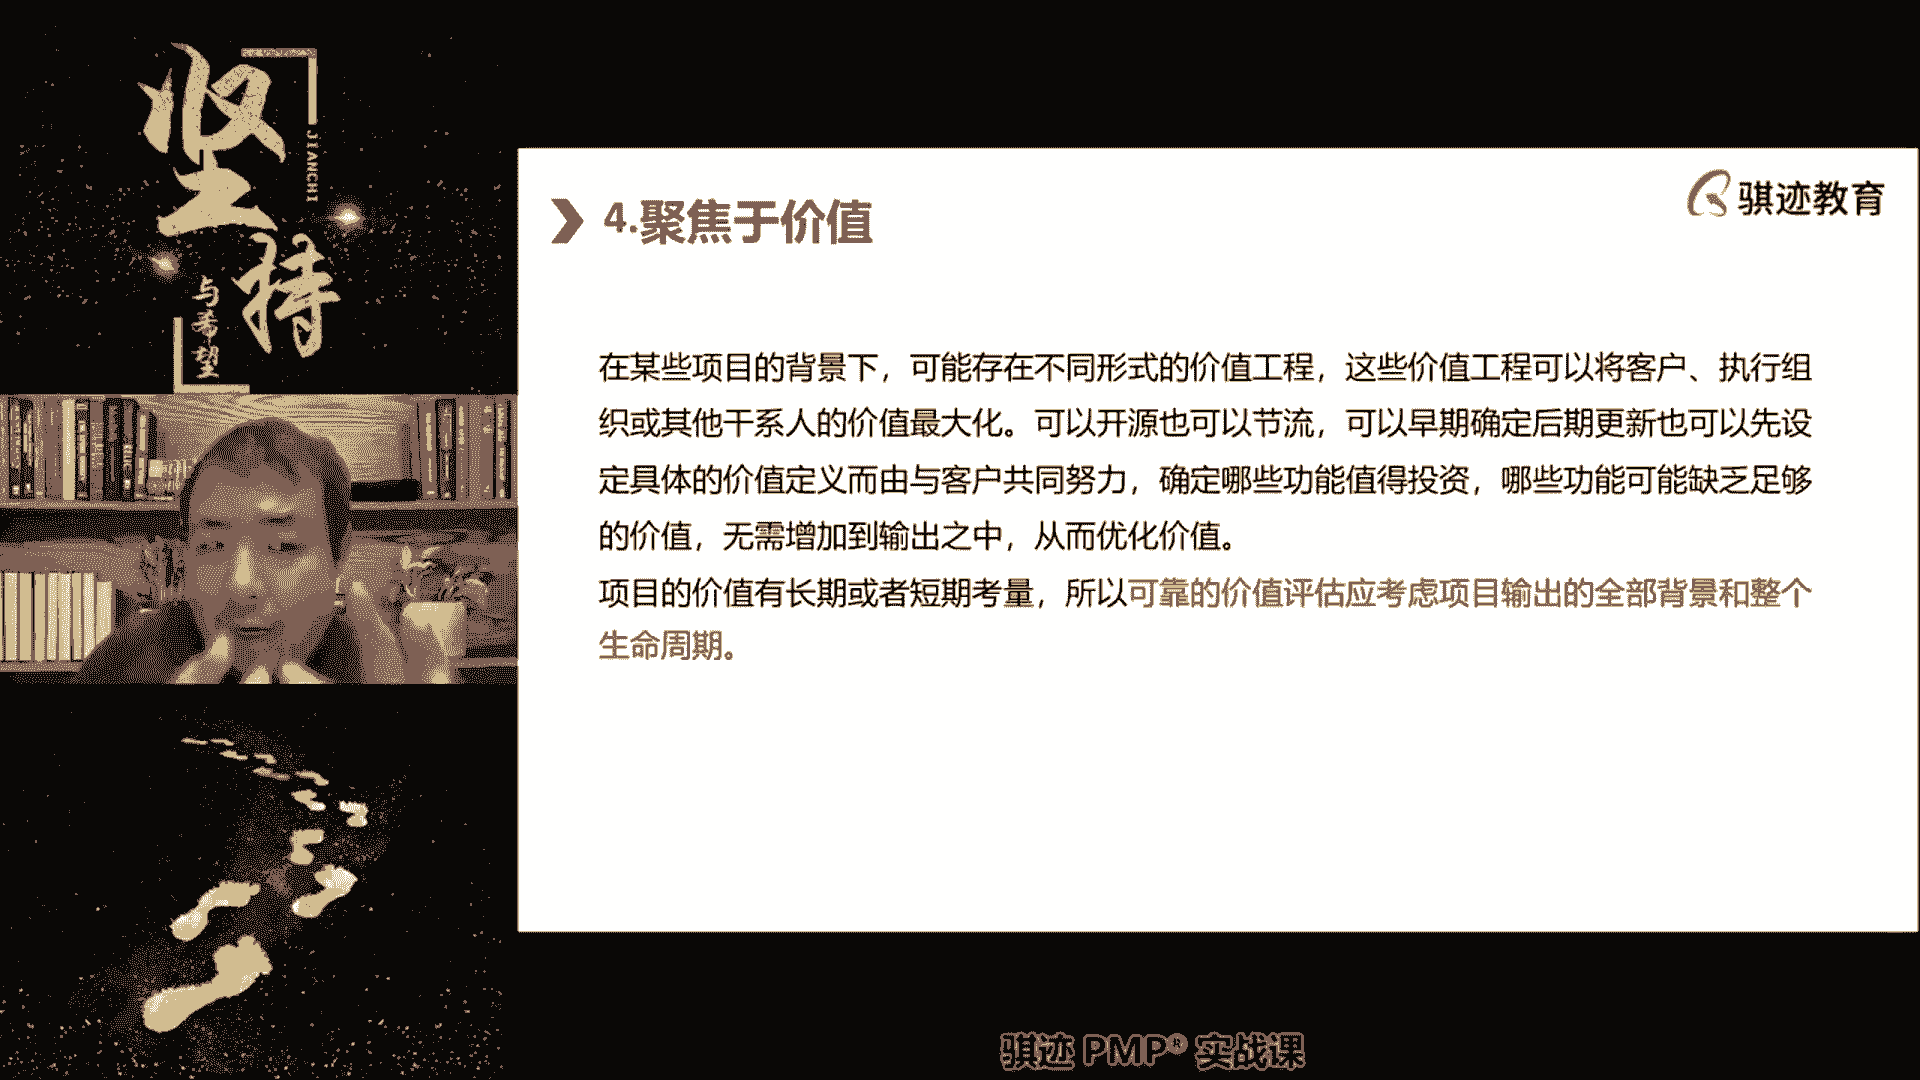 坚持
JIANCHI
与希望
骐迹教育
4.聚焦于价值
在某些项目的背景下，可能存在不同形式的价值工程，这些价值工程可以将客户、执行组
织或其他干系人的价值最大化。可以开源也可以节流，可以早期确定后期更新也可以先设
定具体的价值定义而由与客户共同努力，确定哪些功能值得投资，哪些功能可能缺乏足够
的价值，无需增加到输出之中，从而优化价值。
项目的价值有长期或者短期考量，所以可靠的价值评估应考虑项目输出的全部背景和整个
生命周期。
骐迹 PMP® 实战课